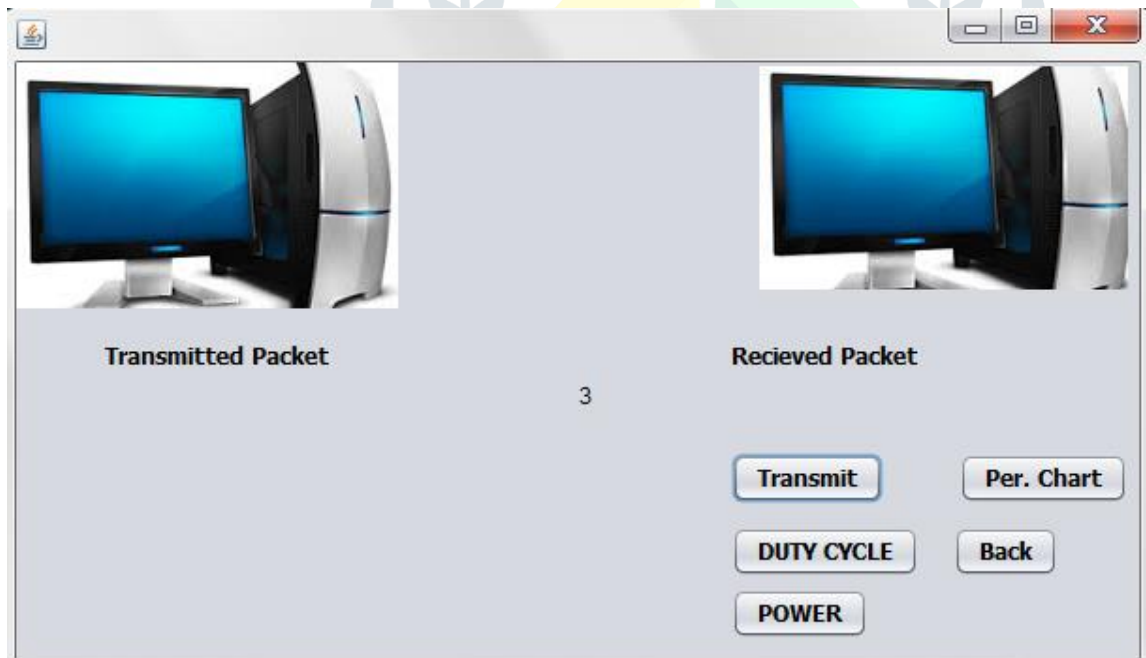 Transmitted Packet Recieved Packet
3
Transmit Per. Chart
DUTY CYCLE Back
POWER